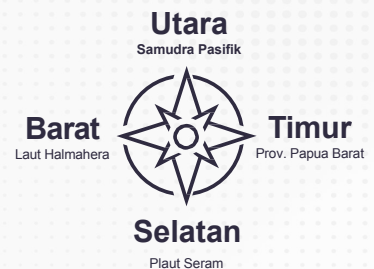 Utara
Samudra Pasifik
Barat
Laut Halmahera
Timur
Prov. Papua Barat
Selatan
Plaut Seram